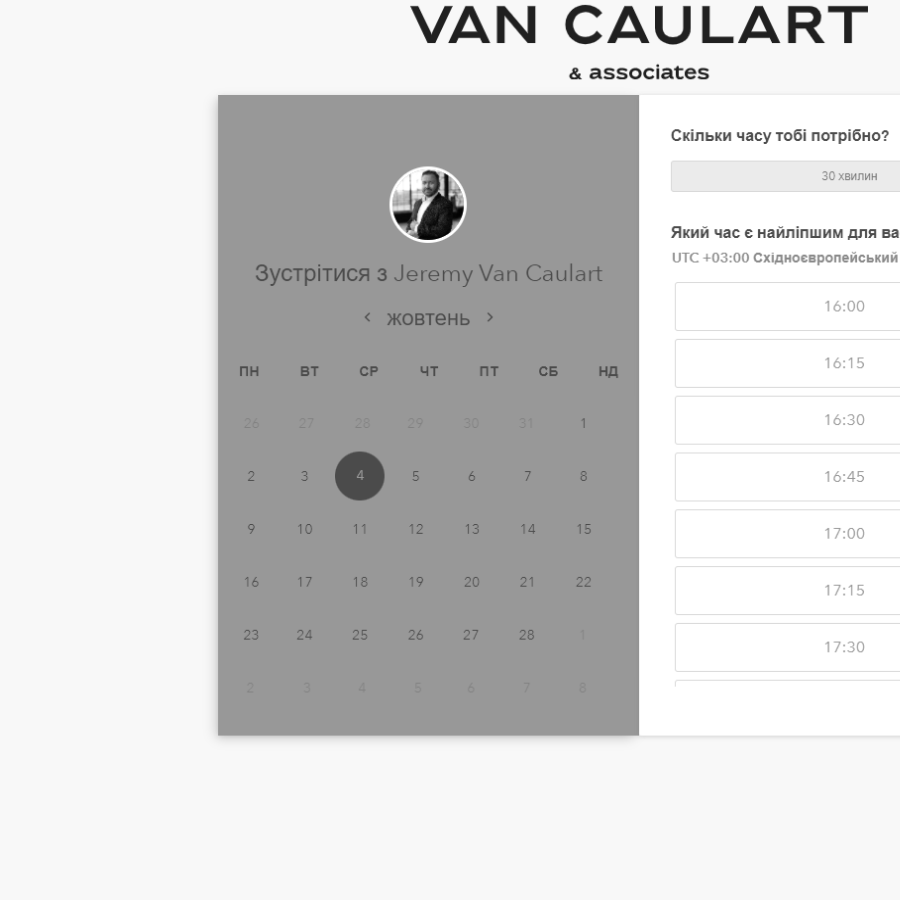 VAN CAULART
& associates
Зустрітися з Jeremy Van Caulart
жовтень
ПН ВТ СР ЧТ ПТ СБ НД
26 27 28 29 30 31 1
2 3 4 5 6 7 8
9 10 11 12 13 14 15
16 17 18 19 20 21 22
23 24 25 26 27 28 1
2 3 4 5 6 7 8
Скільки часу тобі потрібно?
30 хвилин
Який час є найліпшим для ва
UTC +03:00 Східноєвропейський
16:00
16:15
16:30
16:45
17:00
17:15
17:30